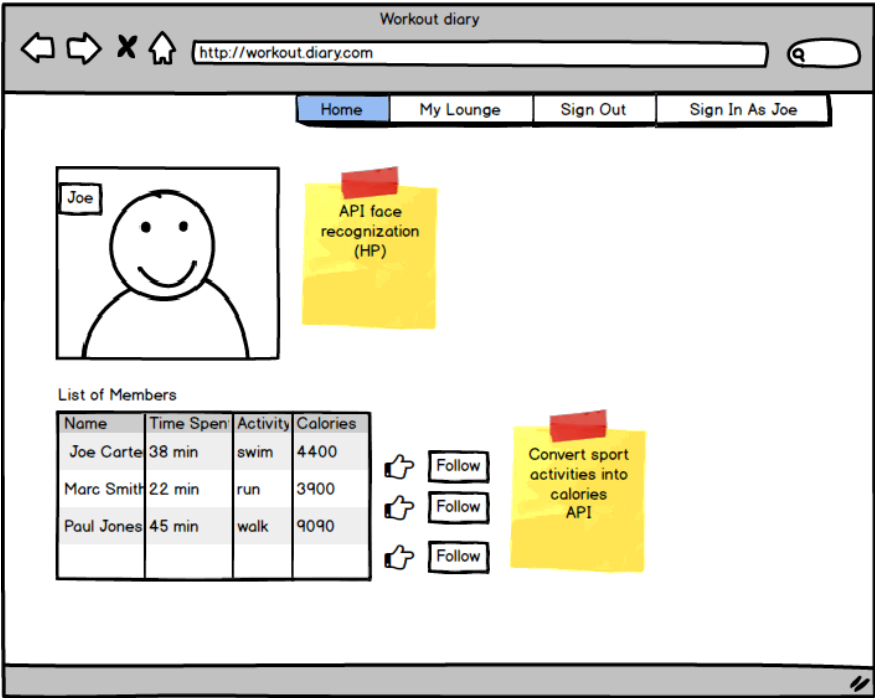 Workout diary
http://workout.diary.com
Home My Lounge Sign Out Sign In As Joe
Joe
API face
recognization
(HP)
List of Members
Name Time Spen Activity Calories
Joe Carte 38 min swim 4400
Follow
Marc Smith 22 min run 3900
Follow
Paul Jones 45 min walk 9090
Follow
Convert sport
activities into
calories
API